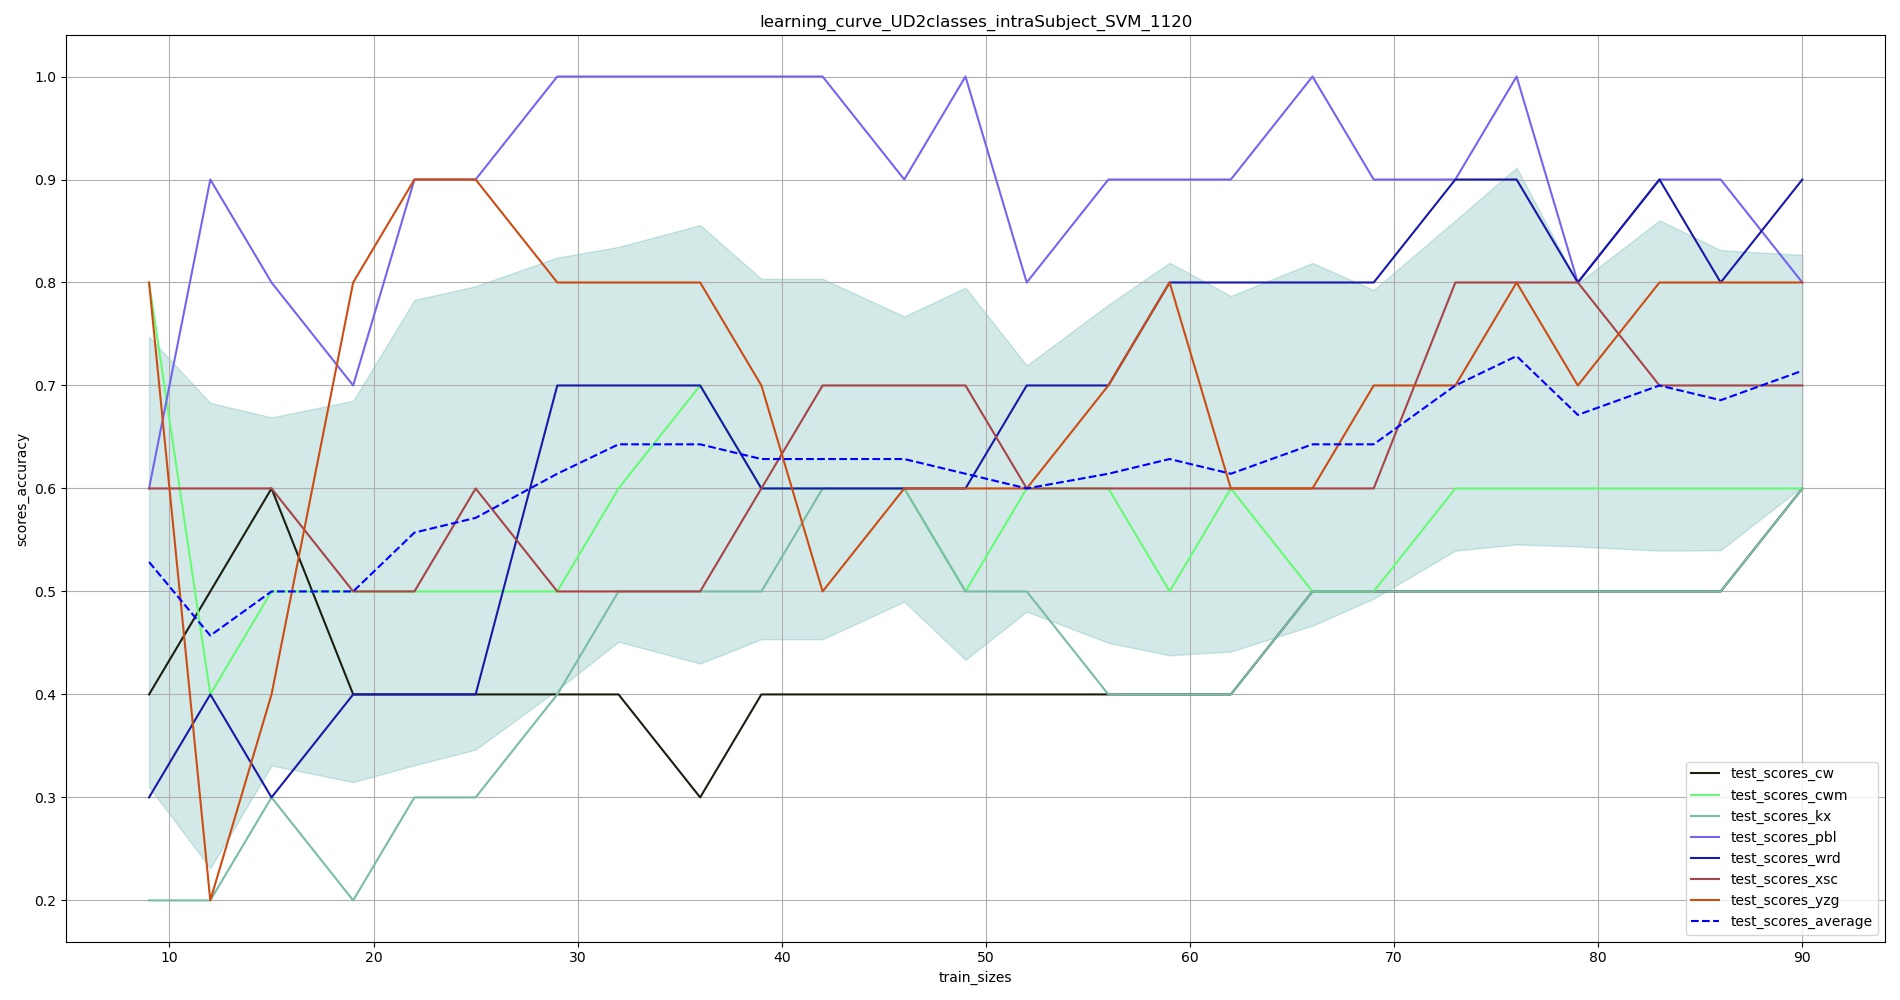 learning_curve_UD2classes_intraSubject_SVM_1120
scores_accuracy
1.0
0.9
0.8
0.7
0.6
0.5
0.4
0.3
0.2
10 20 30 40 50 60 70 80 90
train_sizes
test_scores_cw
test_scores_cwm
test_scores_kx
test_scores_pbl
test_scores_wrd
test_scores_xsc
test_scores_yzg
test_scores_average